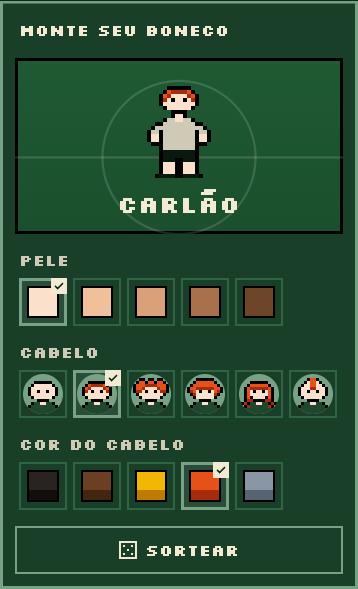 MONTE SEU BONECO
CARLÃO
PELE
CABELO
COR DO CABELO
SORTEAR